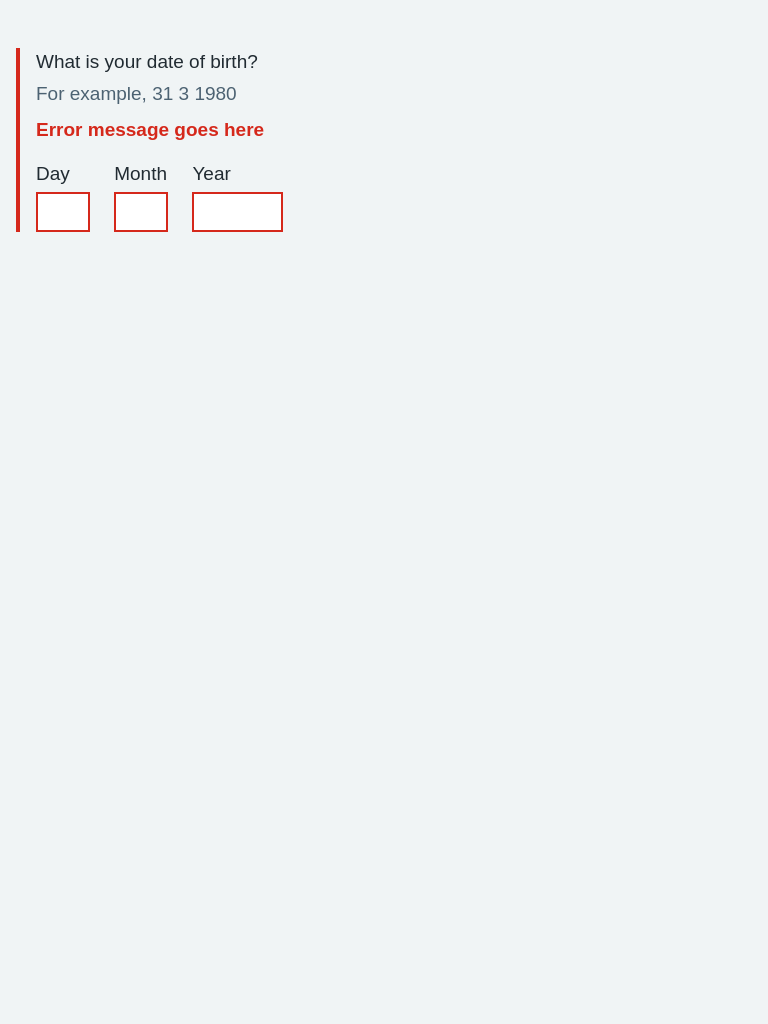 What is your date of birth?
For example, 31 3 1980
Error message goes here
Day Month Year